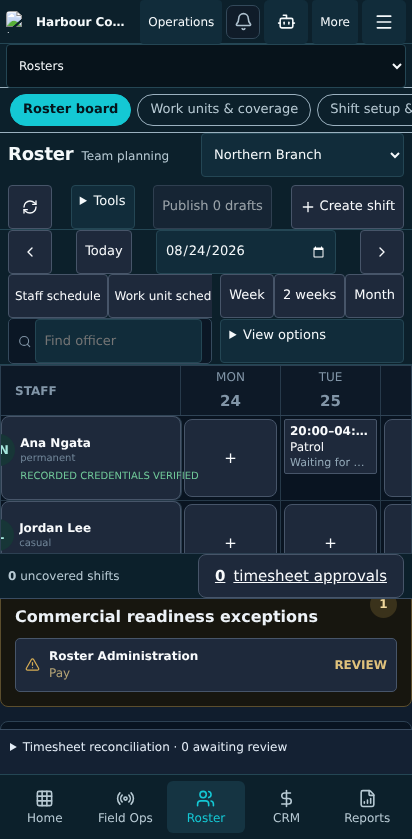 Harbour Co... Operations More
Rosters
Roster board Work units & coverage Shift setup &
Roster Team planning Northern Branch
Tools Publish 0 drafts + Create shift
Today 08/24/2026
Staff schedule Work unit sched Week 2 weeks Month
Find officer View options
STAFF MON TUE
24 25
Ana Ngata
permanent
RECORDED CREDENTIALS VERIFIED
+
20:00–04:...
Patrol
Waiting for ...
Jordan Lee
casual
+ +
0 uncovered shifts 0 timesheet approvals
1
Commercial readiness exceptions
Roster Administration
Pay
REVIEW
Timesheet reconciliation · 0 awaiting review
Home Field Ops Roster CRM Reports